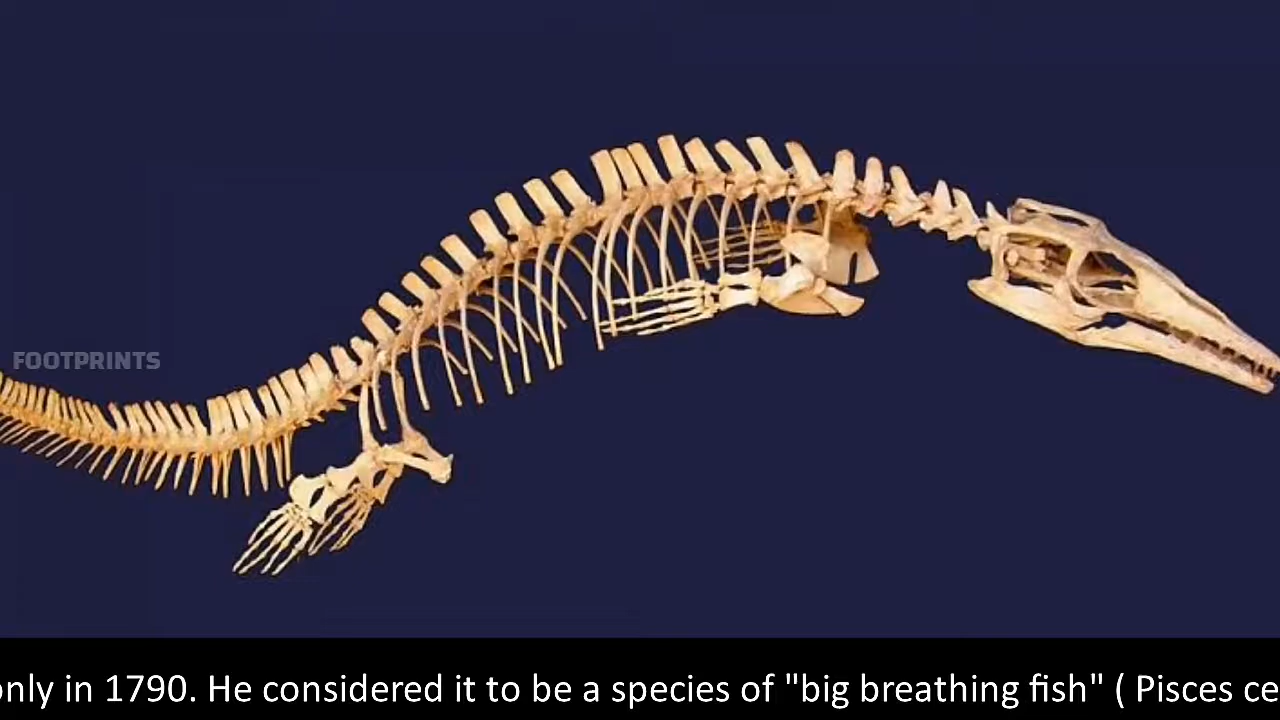 FOOTPRINTS
only in 1790. He considered it to be a species of "big breathing fish" ( Pisces ce